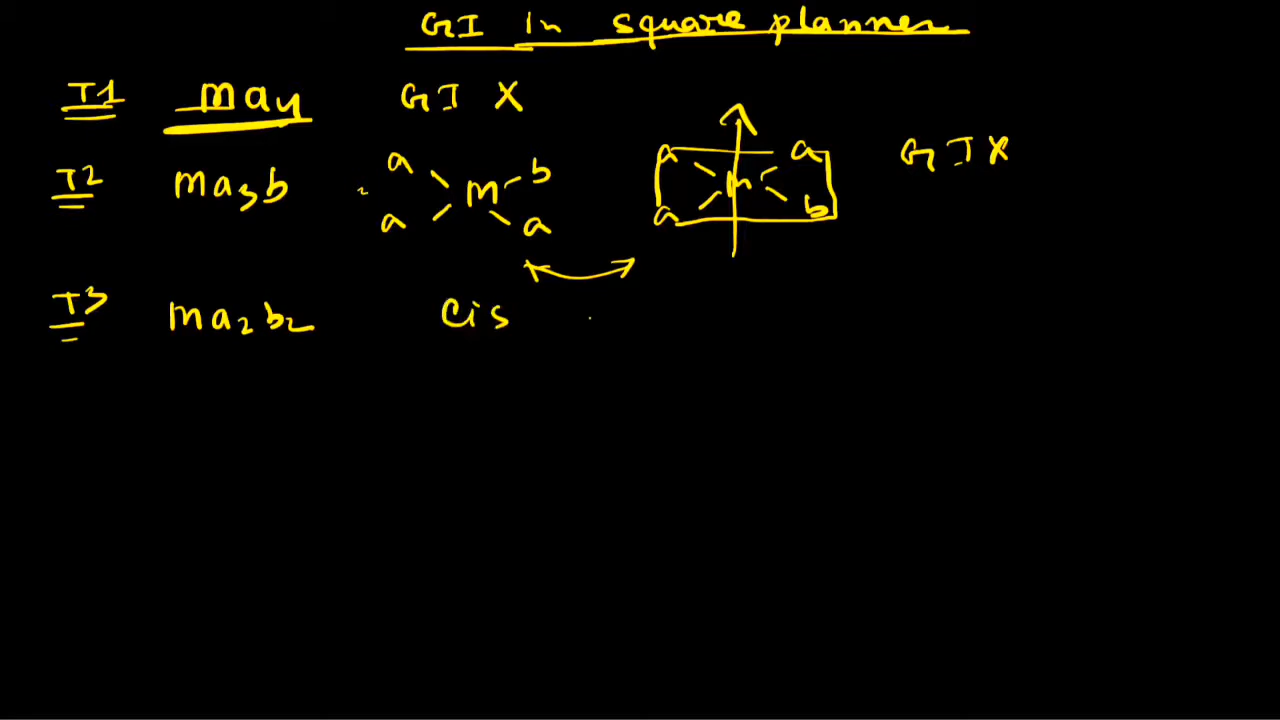 GI in square planner
T1 ma4 GI X
T2 ma3b a a m b a a a m a b GI X
T3 ma2b2 cis